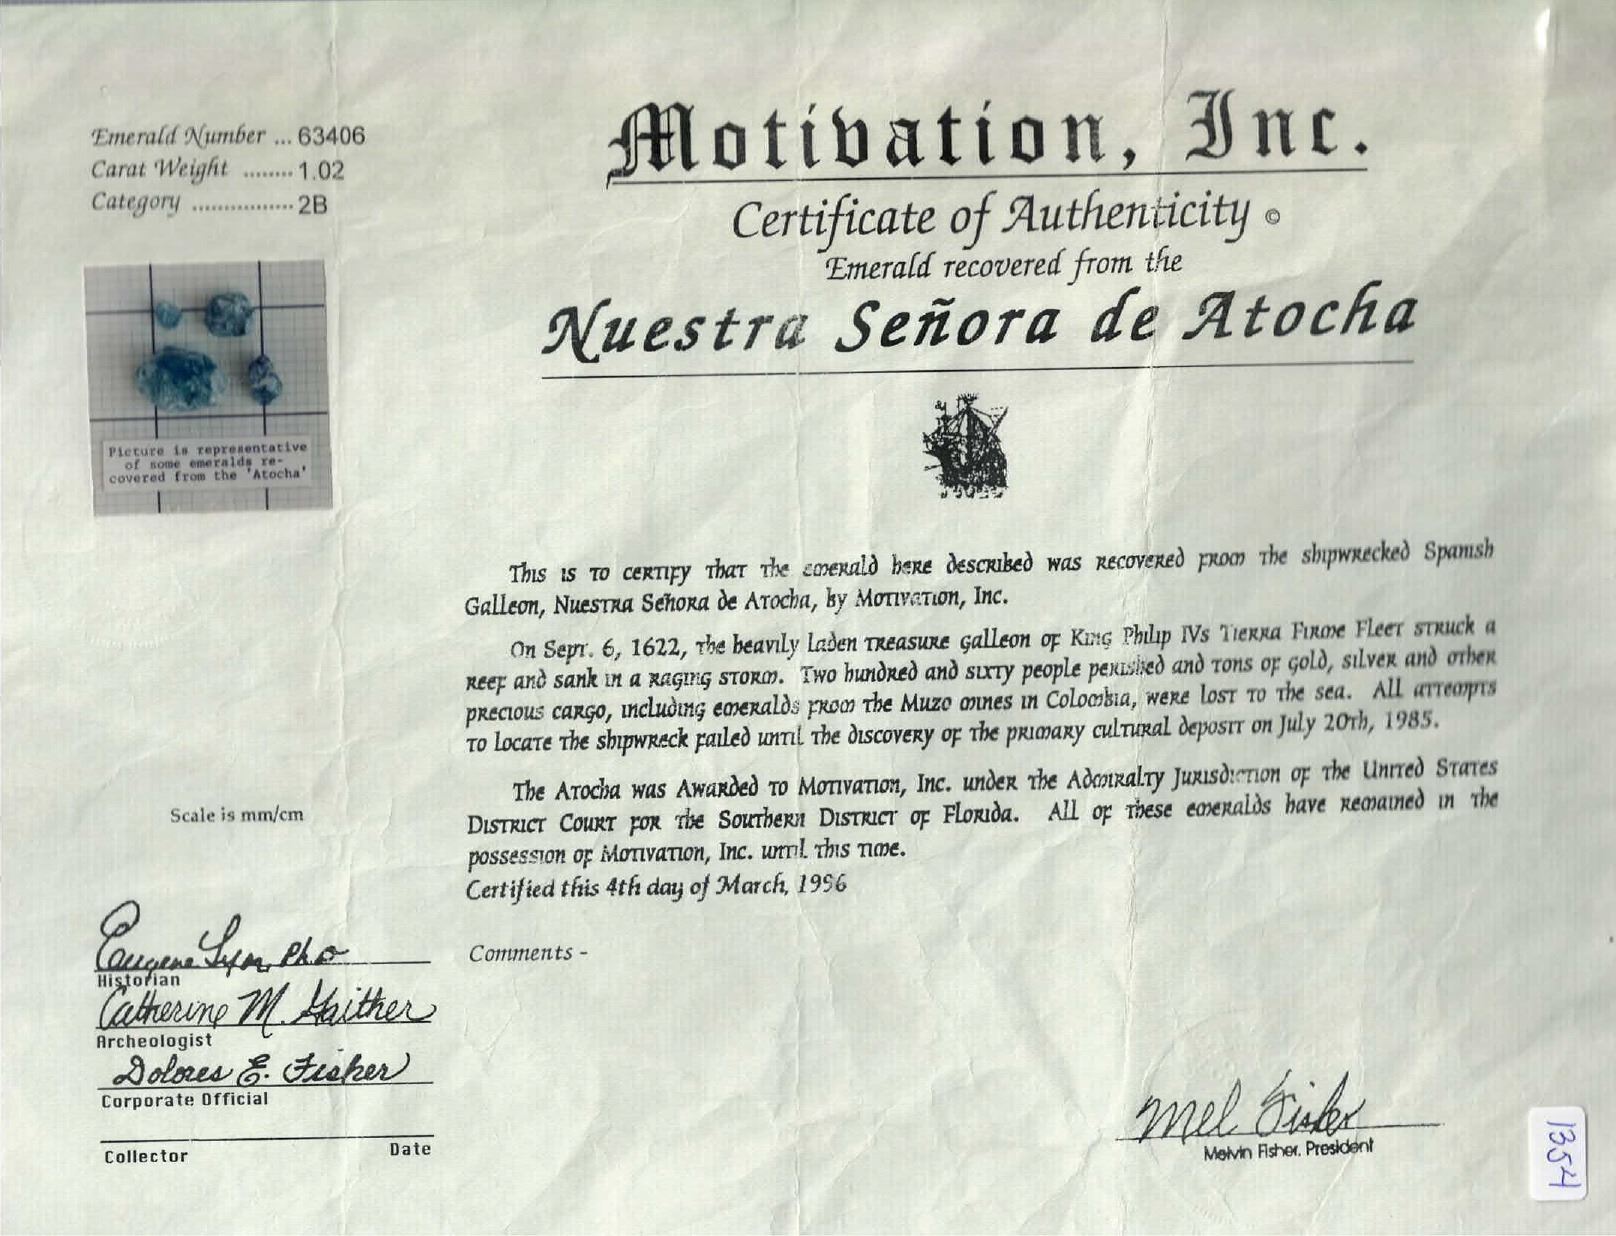 Emerald Number ... 63406
Carat Weight ........ 1.02
Category ................ 2B
Picture is representative
of some emeralds re-
covered from the 'Atocha'
Scale is mm/cm
Motivation, Inc.
Certificate of Authenticity ©
Emerald recovered from the
Nuestra Señora de Atocha
This is to certify that the emerald here described was recovered from the shipwrecked Spanish
Galleon, Nuestra Señora de Atocha, by Motivation, Inc.
On Sept. 6, 1622, the heavily laden treasure galleon of King Philip IVs Tierra Firme Fleet struck a
reef and sank in a raging storm. Two hundred and sixty people perished and tons of gold, silver and other
precious cargo, including emeralds from the Muzo mines in Colombia, were lost to the sea. All attempts
to locate the shipwreck failed until the discovery of the primary cultural deposit on July 20th, 1985.
The Atocha was Awarded to Motivation, Inc. under the Admiralty Jurisdiction of the United States
District Court for the Southern District of Florida. All of these emeralds have remained in the
possession of Motivation, Inc. until this time.
Certified this 4th day of March, 1996
Comments -
Eugene Lyon, PhD
Historian
Catherine M. Gaither
Archeologist
Dolores E. Fisher
Corporate Official
Collector Date
Mel Fisher
Melvin Fisher, President
1354